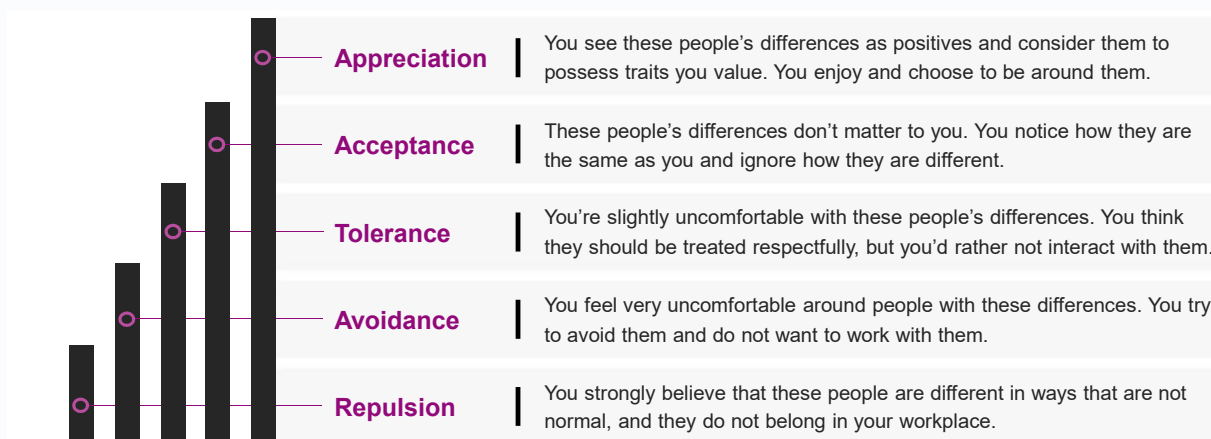 Appreciation
You see these people's differences as positives and consider them to
possess traits you value. You enjoy and choose to be around them.
Acceptance
These people's differences don't matter to you. You notice how they are
the same as you and ignore how they are different.
Tolerance
You're slightly uncomfortable with these people's differences. You think
they should be treated respectfully, but you'd rather not interact with them.
Avoidance
You feel very uncomfortable around people with these differences. You try
to avoid them and do not want to work with them.
Repulsion
You strongly believe that these people are different in ways that are not
normal, and they do not belong in your workplace.